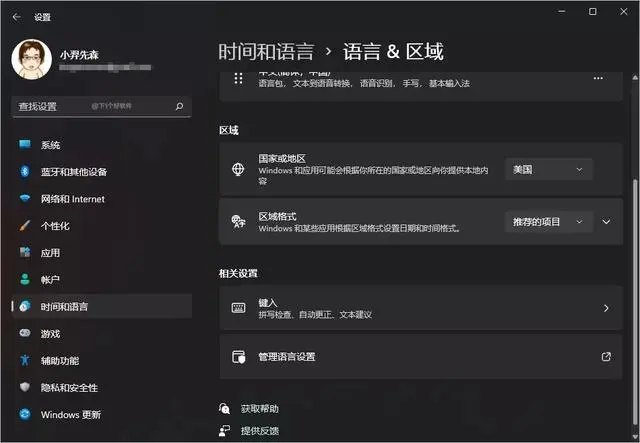 设置
小羿先森
时间和语言 › 语言 & 区域
查找设置
@下1个好软件
语言包，文本到语音转换，语音识别，手写，基本输入法
系统
蓝牙和其他设备
网络和 Internet
个性化
应用
帐户
时间和语言
游戏
辅助功能
隐私和安全性
Windows 更新
区域
国家或地区
Windows 和应用可能会根据你所在的国家或地区向你提供本地内
容
美国
区域格式
Windows 和某些应用根据区域格式设置日期和时间格式。
推荐的项目
相关设置
键入
拼写检查、自动更正、文本建议
管理语言设置
获取帮助
提供反馈